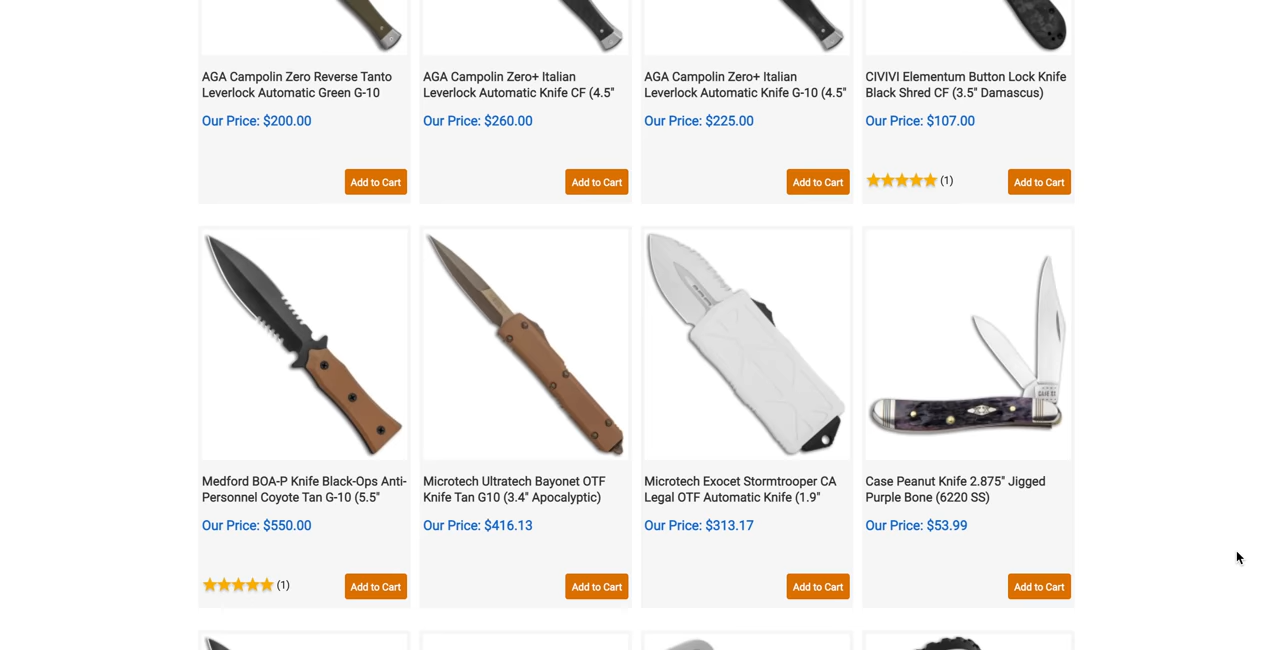 AGA Campolin Zero Reverse Tanto
Leverlock Automatic Green G-10
Our Price: $200.00
Add to Cart
AGA Campolin Zero+ Italian
Leverlock Automatic Knife CF (4.5"
Our Price: $260.00
Add to Cart
AGA Campolin Zero+ Italian
Leverlock Automatic Knife G-10 (4.5"
Our Price: $225.00
Add to Cart
CIVIVI Elementum Button Lock Knife
Black Shred CF (3.5" Damascus)
Our Price: $107.00
(1)
Add to Cart
Medford BOA-P Knife Black-Ops Anti-
Personnel Coyote Tan G-10 (5.5"
Our Price: $550.00
(1)
Add to Cart
Microtech Ultratech Bayonet OTF
Knife Tan G10 (3.4" Apocalyptic)
Our Price: $416.13
Add to Cart
Microtech Exocet Stormtrooper CA
Legal OTF Automatic Knife (1.9"
Our Price: $313.17
Add to Cart
Case Peanut Knife 2.875" Jigged
Purple Bone (6220 SS)
Our Price: $53.99
Add to Cart